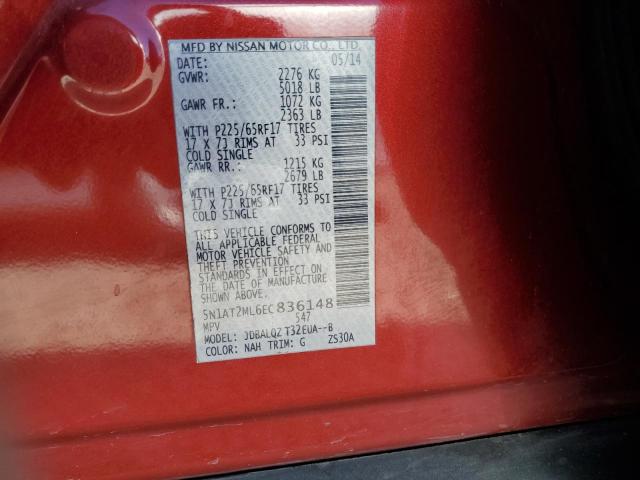 MFD BY NISSAN MOTOR CO., LTD.
DATE: 05/14
GVWR: 2276 KG
5018 LB
GAWR FR.: 1072 KG
2363 LB
WITH P225/65RF17 TIRES
17 X 7J RIMS AT 33 PSI
COLD SINGLE
GAWR RR.: 1215 KG
2679 LB
WITH P225/65RF17 TIRES
17 X 7J RIMS AT 33 PSI
COLD SINGLE
THIS VEHICLE CONFORMS TO
ALL APPLICABLE FEDERAL
MOTOR VEHICLE SAFETY AND
THEFT PREVENTION
STANDARDS IN EFFECT ON
THE DATE OF MANUFACTURE
SHOWN ABOVE.
5N1AT2ML6EC836148
MPV 547
MODEL: JDBALQZ T32EUA--B
COLOR: NAH TRIM: G ZS30A